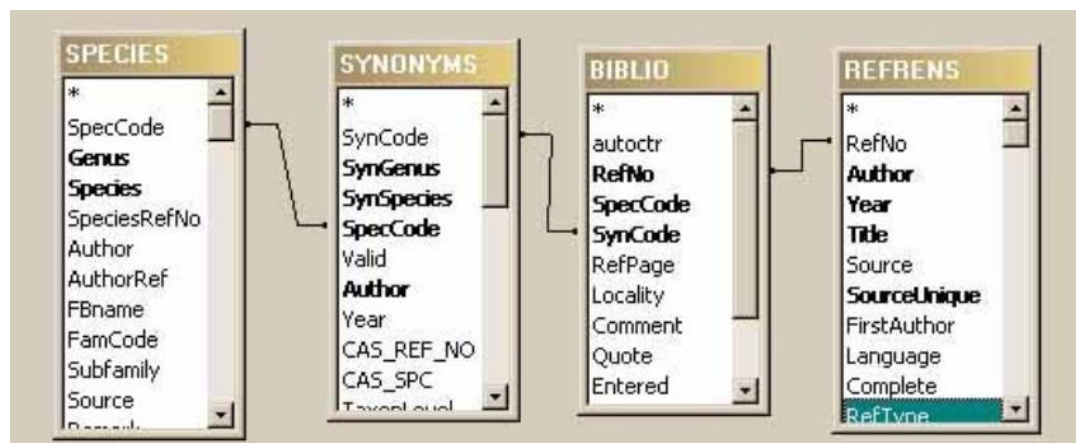 SPECIES
*
SpecCode
Genus
Species
SpeciesRefNo
Author
AuthorRef
FBname
FamCode
Subfamily
Source
Remark
SYNONYMS
*
SynCode
SynGenus
SynSpecies
SpecCode
Valid
Author
Year
CAS_REF_NO
CAS_SPC
TaxonLevel
BIBLIO
*
autoctr
RefNo
SpecCode
SynCode
RefPage
Locality
Comment
Quote
Entered
REFRENS
*
RefNo
Author
Year
Title
Source
SourceUnique
FirstAuthor
Language
Complete
RefType